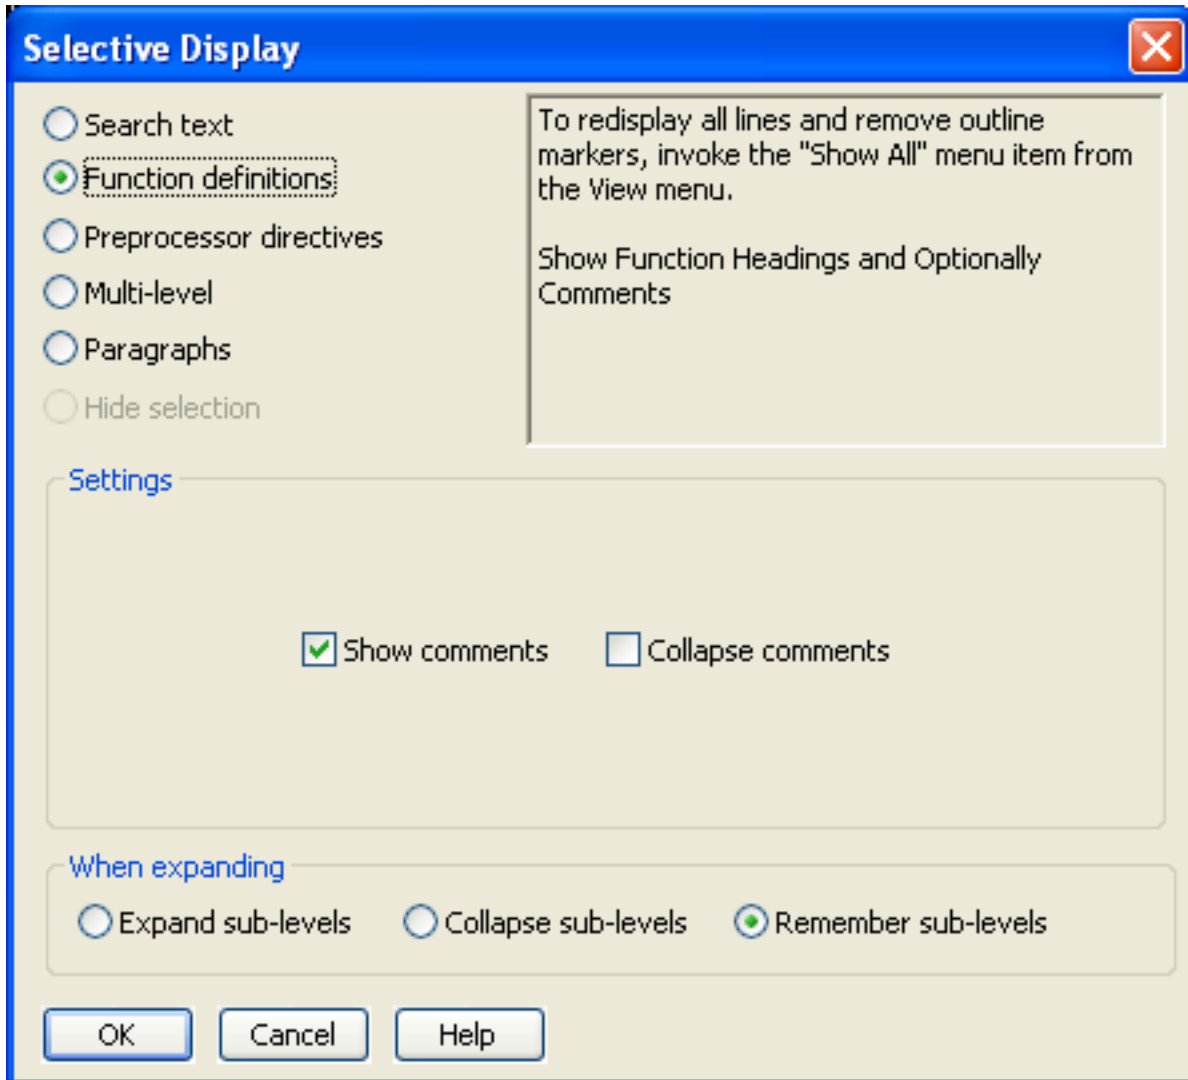 Selective Display
Search text
Function definitions
Preprocessor directives
Multi-level
Paragraphs
Hide selection
To redisplay all lines and remove outline
markers, invoke the "Show All" menu item from
the View menu.
Show Function Headings and Optionally
Comments
Settings
Show comments Collapse comments
When expanding
Expand sub-levels Collapse sub-levels Remember sub-levels
OK Cancel Help